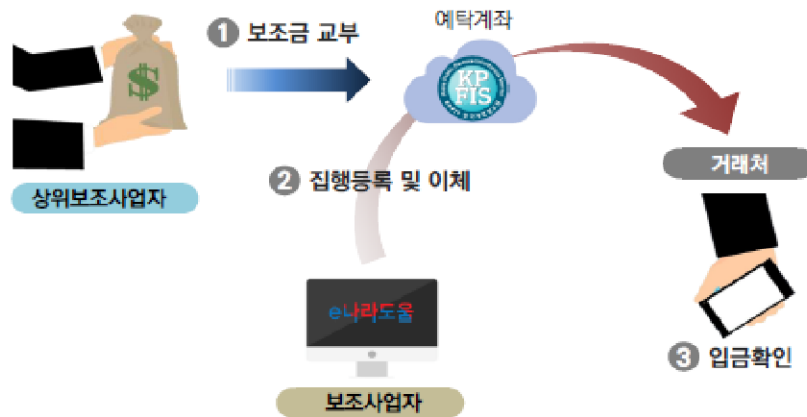 예탁계좌
1 보조금 교부
KP
FIS
거래처
2 집행등록 및 이체
상위보조사업자
e나라도움
3 입금확인
보조사업자